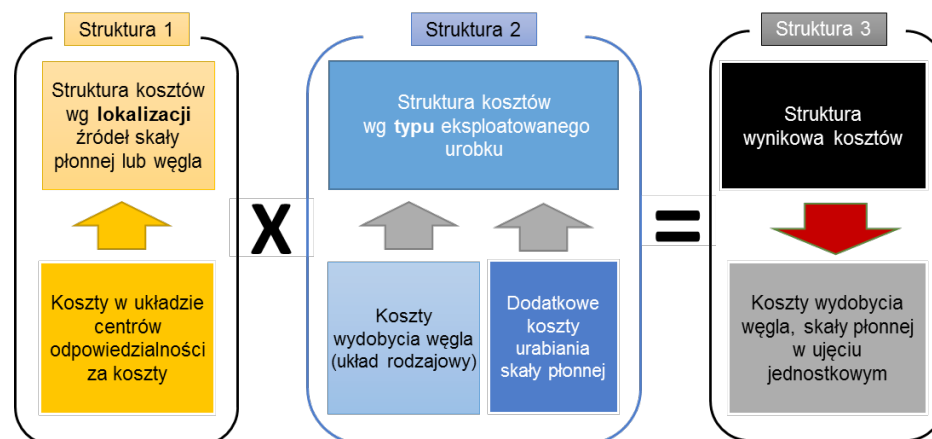 Struktura 1
Struktura kosztów
wg lokalizacji
źródeł skały
płonnej lub węgla
Koszty w układzie
centrów
odpowiedzialności
za koszty
X
Struktura 2
Struktura kosztów
wg typu eksploatowanego
urobku
Koszty
wydobycia węgla
(układ rodzajowy)
Dodatkowe
koszty
urabiania
skały płonnej
=
Struktura 3
Struktura
wynikowa kosztów
Koszty wydobycia
węgla, skały płonnej
w ujęciu
jednostkowym